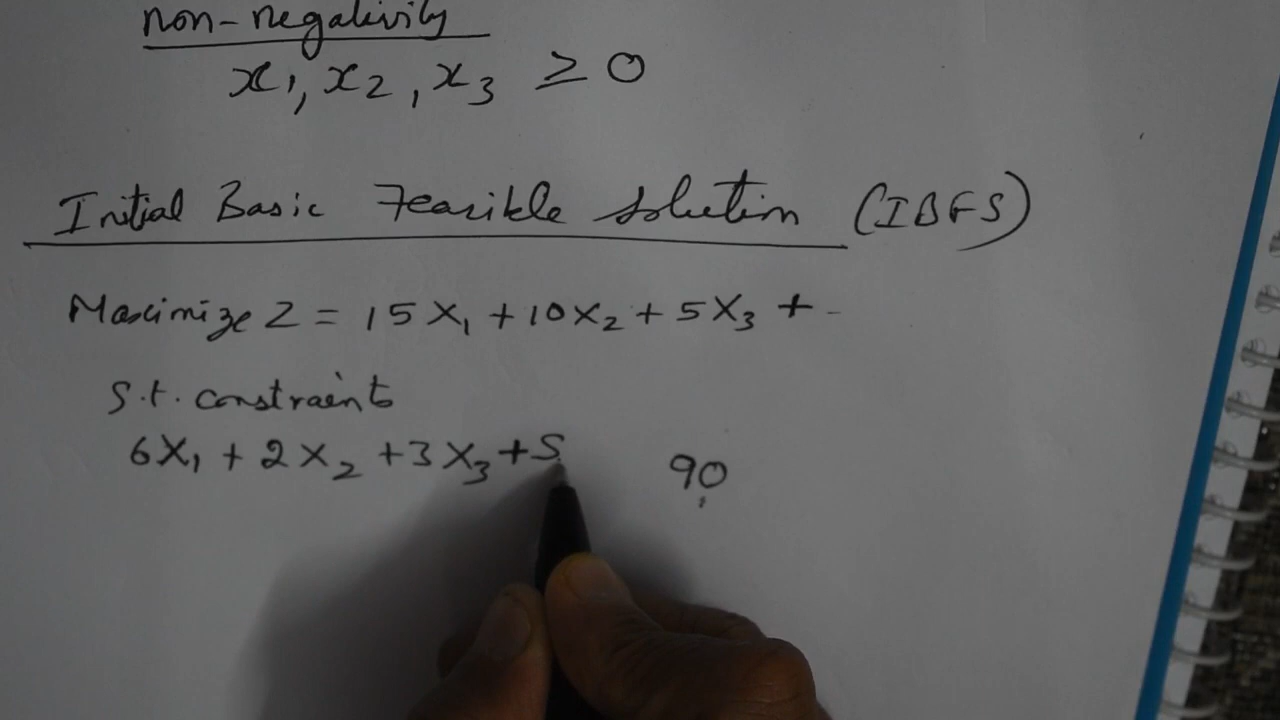 non-negativity
x1, x2, x3 ≥ 0
Initial Basic Feasible Solution (IBFS)
Maximize Z = 15X1 + 10X2 + 5X3 + -
S.t. constraints
6X1 + 2X2 + 3X3 + S 90